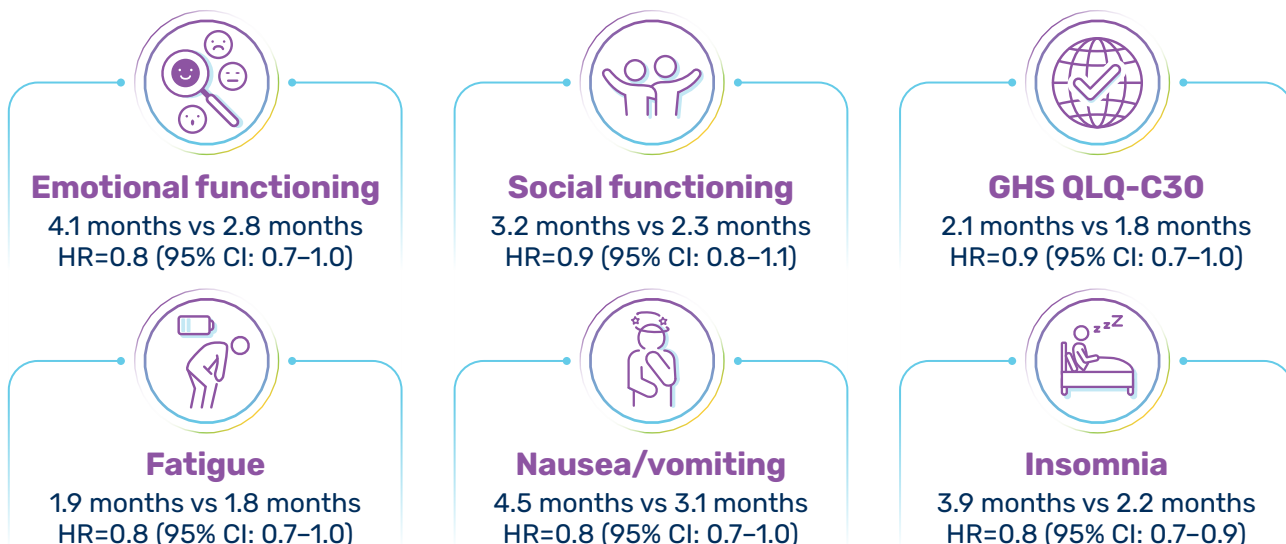 Emotional functioning
4.1 months vs 2.8 months
HR=0.8 (95% CI: 0.7–1.0)
Social functioning
3.2 months vs 2.3 months
HR=0.9 (95% CI: 0.8–1.1)
GHS QLQ-C30
2.1 months vs 1.8 months
HR=0.9 (95% CI: 0.7–1.0)
Fatigue
1.9 months vs 1.8 months
HR=0.8 (95% CI: 0.7–1.0)
Nausea/vomiting
4.5 months vs 3.1 months
HR=0.8 (95% CI: 0.7–1.0)
z z Z
Insomnia
3.9 months vs 2.2 months
HR=0.8 (95% CI: 0.7–0.9)